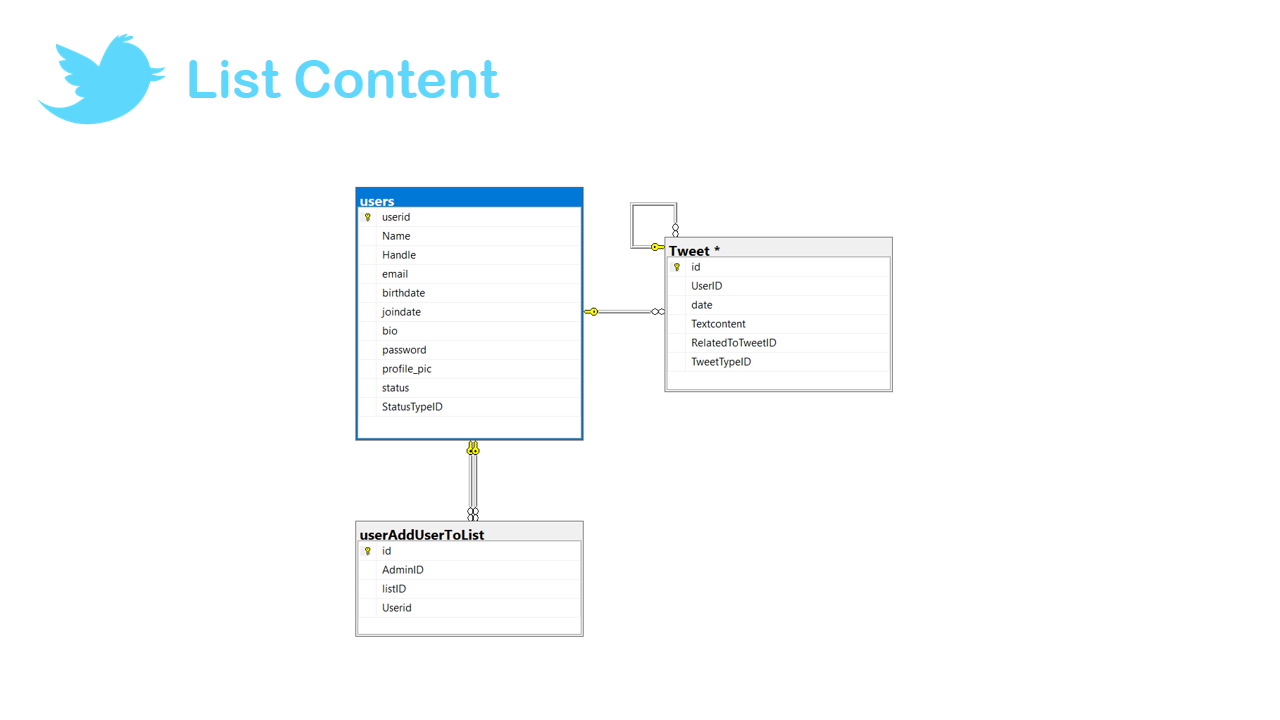 List Content
users
userid
Name
Handle
email
birthdate
joindate
bio
password
profile_pic
status
StatusTypeID
Tweet *
id
UserID
date
Textcontent
RelatedToTweetID
TweetTypeID
userAddUserToList
id
AdminID
listID
Userid